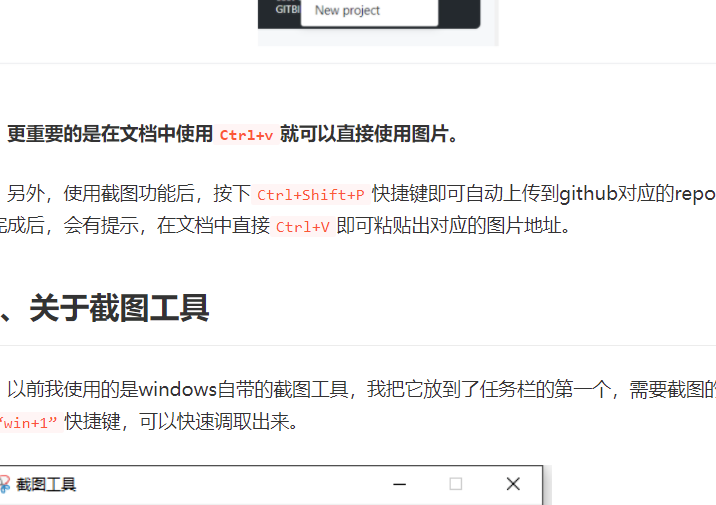 New project
GITBI
更重要的是在文档中使用 Ctrl+v 就可以直接使用图片。
另外，使用截图功能后，按下 Ctrl+Shift+P 快捷键即可自动上传到github对应的repo
完成后，会有提示，在文档中直接 Ctrl+V 即可粘贴出对应的图片地址。
、关于截图工具
以前我使用的是windows自带的截图工具，我把它放到了任务栏的第一个，需要截图的
“win+1” 快捷键，可以快速调取出来。
截图工具